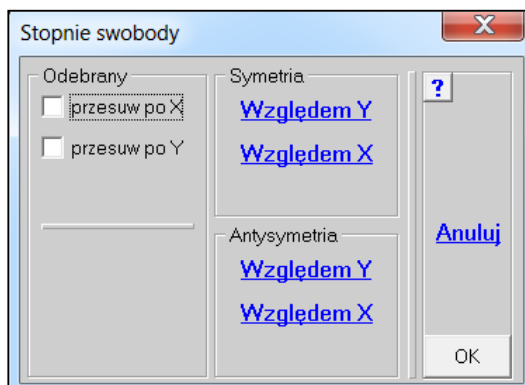 Stopnie swobody
X
Odebrany
przesuw po X
przesuw po Y
Symetria
Względem Y
Względem X
Antysymetria
Względem Y
Względem X
?
Anuluj
OK